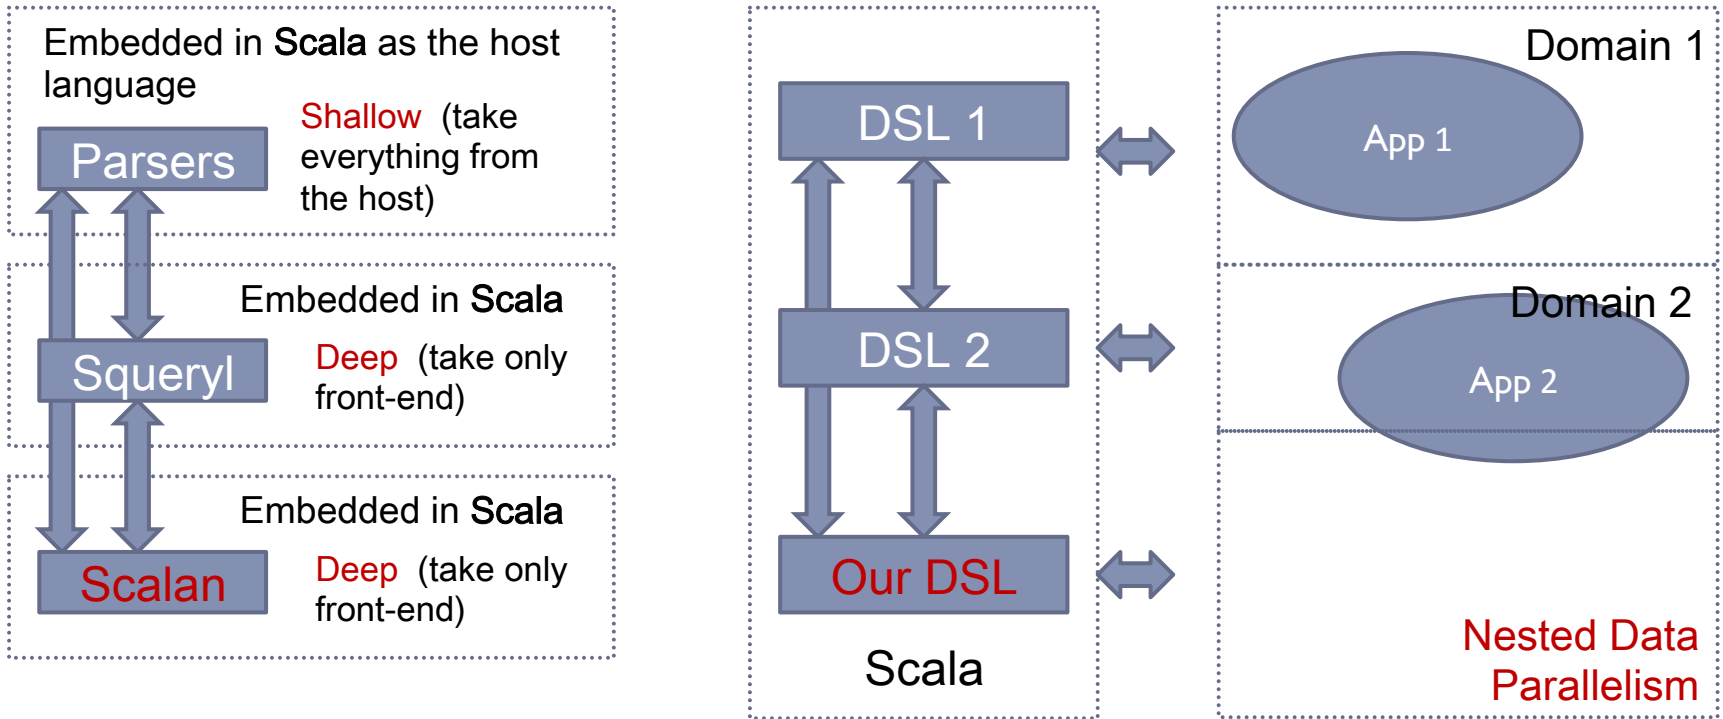 Embedded in Scala as the host
language
Shallow (take
everything from
the host)
Parsers
Embedded in Scala
Deep (take only
front-end)
Squeryl
Embedded in Scala
Deep (take only
front-end)
Scalan
DSL 1
DSL 2
Our DSL
Scala
Domain 1
App 1
Domain 2
App 2
Nested Data
Parallelism